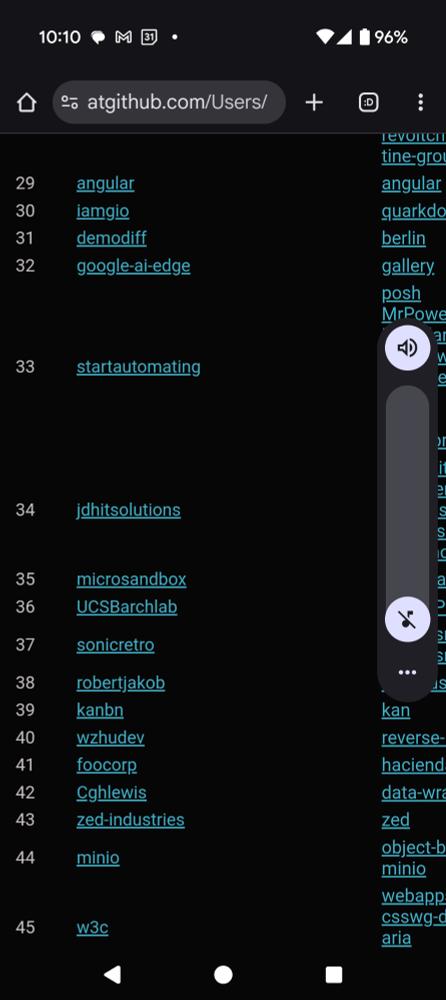 10:10 31 96%
atgithub.com/Users/ :D
tine-grou
29 angular angular
30 iamgio quarkdo
31 demodiff berlin
32 google-ai-edge gallery
posh
MrPowe
33 startautomating
34 jdhitsolutions
35 microsandbox
36 UCSBarchlab
37 sonicretro
38 robertjakob
39 kanbn kan
40 wzhudev reverse-
41 foocorp hacienda
42 Cghlewis data-wra
43 zed-industries zed
object-b
44 minio minio
webapp
csswg-d
45 w3c aria